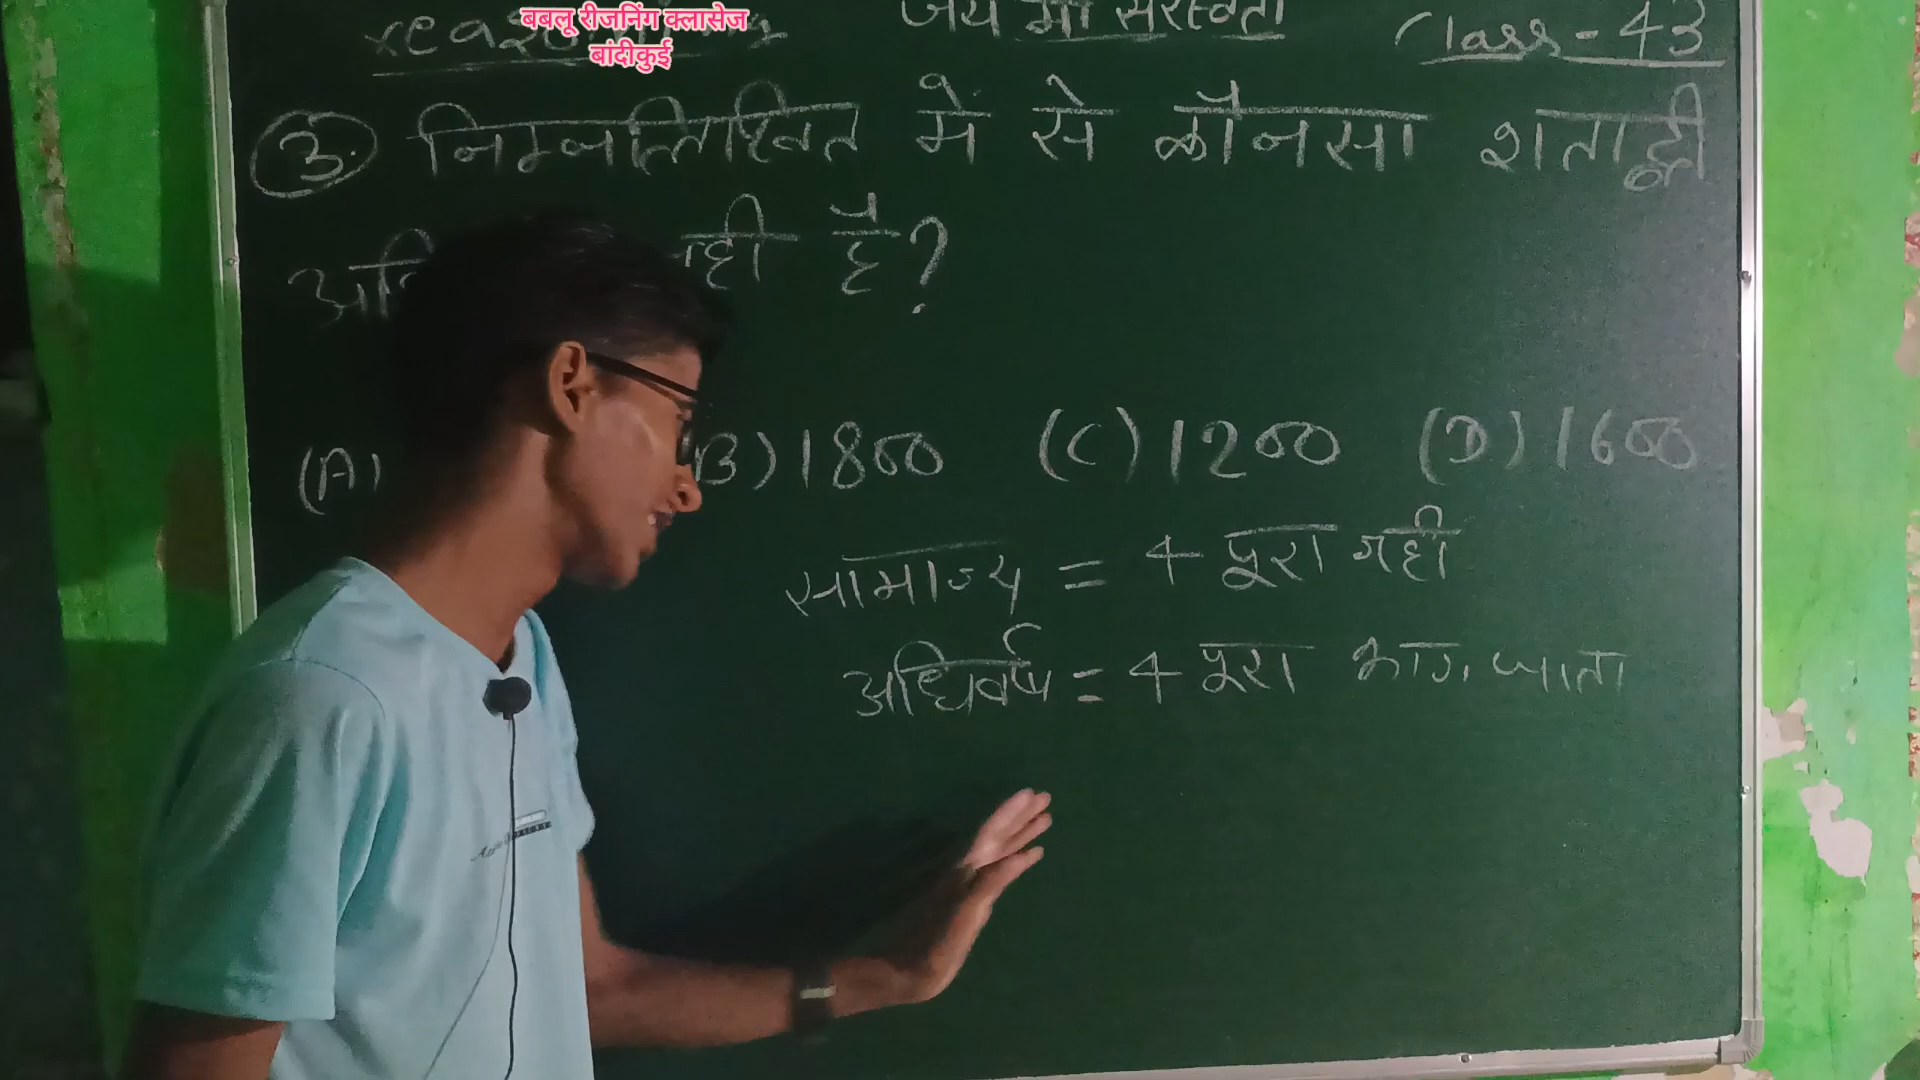 बबलू रीजनिंग क्लासेज
बांदीकुई
जय माँ सरस्वती
Class - 43
3. निम्नलिखित में से कौनसा शताब्दी
नही है?
(A) (B) 1800 (C) 1200 (D) 1600
सामान्य = 4 पूरा नही
अधिवर्ष = 4 पूरा भाग जाता